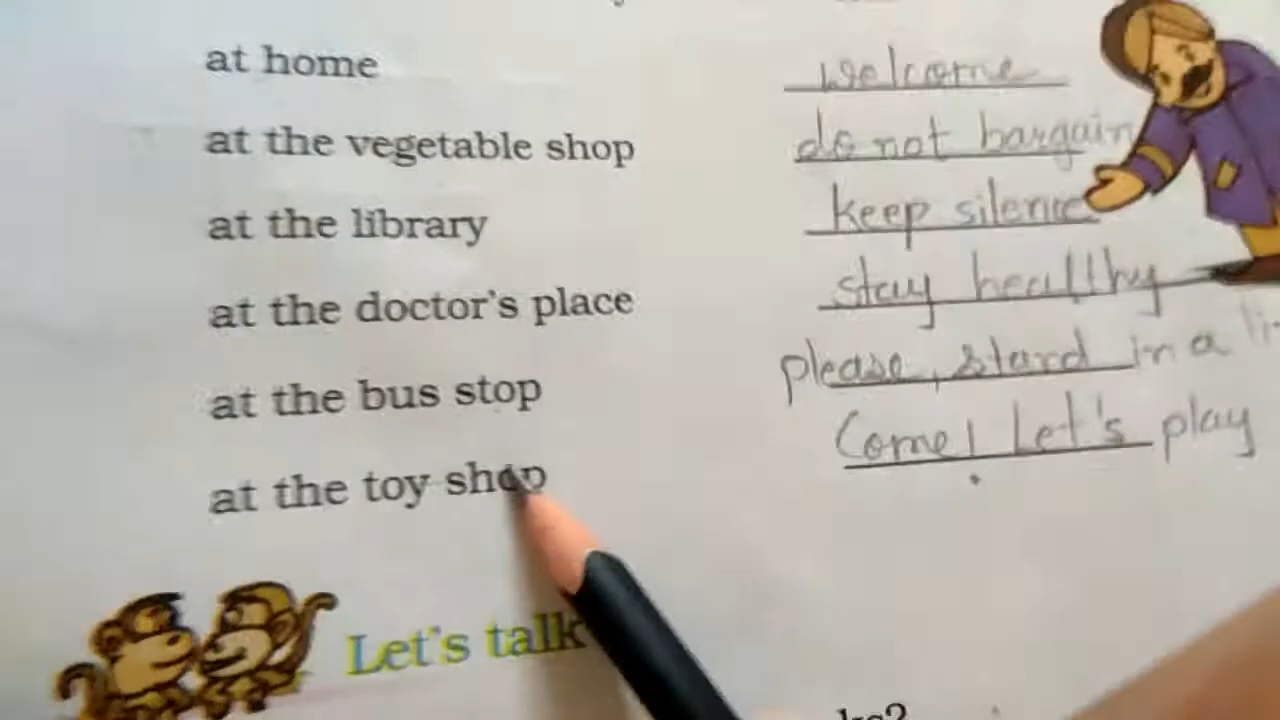 at home welcome
at the vegetable shop do not bargain
at the library keep silence
at the doctor's place stay healthy
at the bus stop please, stand in a
at the toy shop Come! Let's play
Let's talk